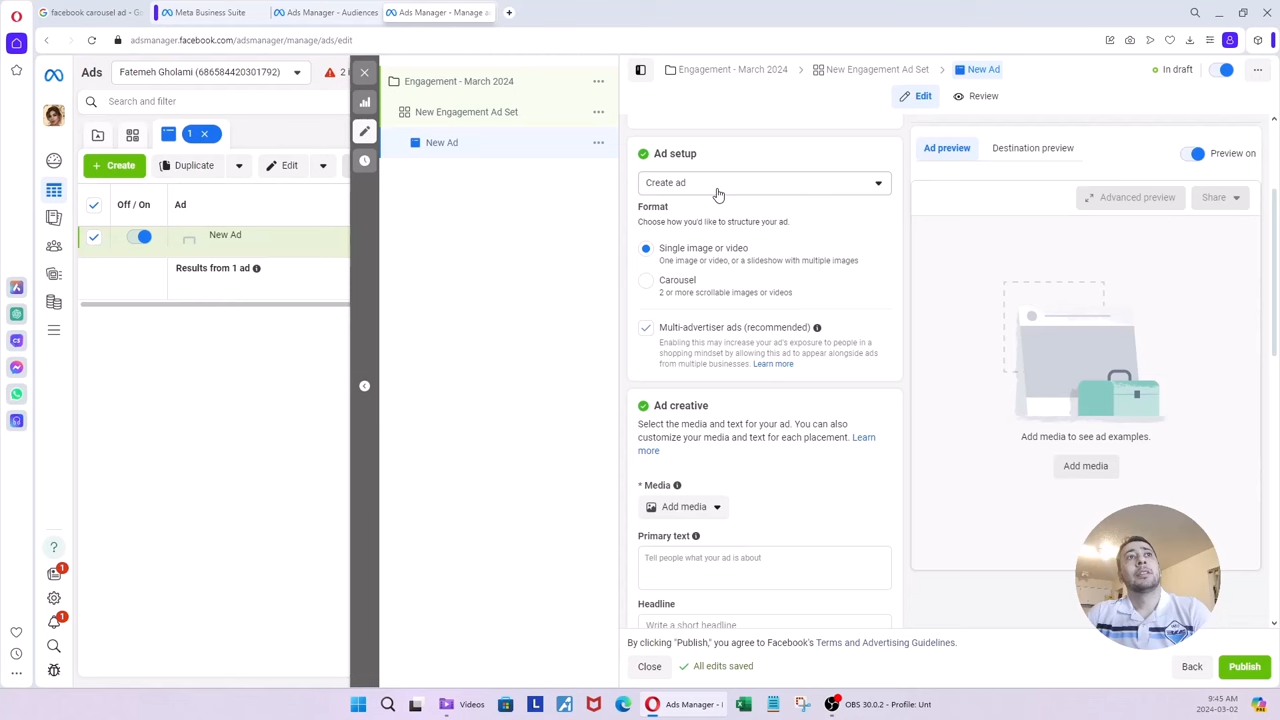 facebook carousel ad - G
Meta Business Suite
Ads Manager - Audiences
Ads Manager - Manage a
adsmanager.facebook.com/adsmanager/manage/ads/edit
Ads
Fatemeh Gholami (686584420301792)
2
Search and filter
1
Create
Duplicate
Edit
Off / On
Ad
New Ad
Results from 1 ad
Engagement - March 2024
New Engagement Ad Set
New Ad
Engagement - March 2024
New Engagement Ad Set
New Ad
In draft
Edit
Review
Ad setup
Create ad
Format
Choose how you'd like to structure your ad.
Single image or video
One image or video, or a slideshow with multiple images
Carousel
2 or more scrollable images or videos
Multi-advertiser ads (recommended)
Enabling this may increase your ad's exposure to people in a
shopping mindset by allowing this ad to appear alongside ads
from multiple businesses. Learn more
Ad creative
Select the media and text for your ad. You can also
customize your media and text for each placement. Learn
more
* Media
Add media
Primary text
Tell people what your ad is about
Headline
Write a short headline
Ad preview
Destination preview
Preview on
Advanced preview
Share
Add media to see ad examples.
Add media
By clicking "Publish," you agree to Facebook's Terms and Advertising Guidelines.
Close
All edits saved
Back
Publish
1
1
Videos
Ads Manager - I
OBS 30.0.2 - Profile: Unt
9:45 AM
2024-03-02